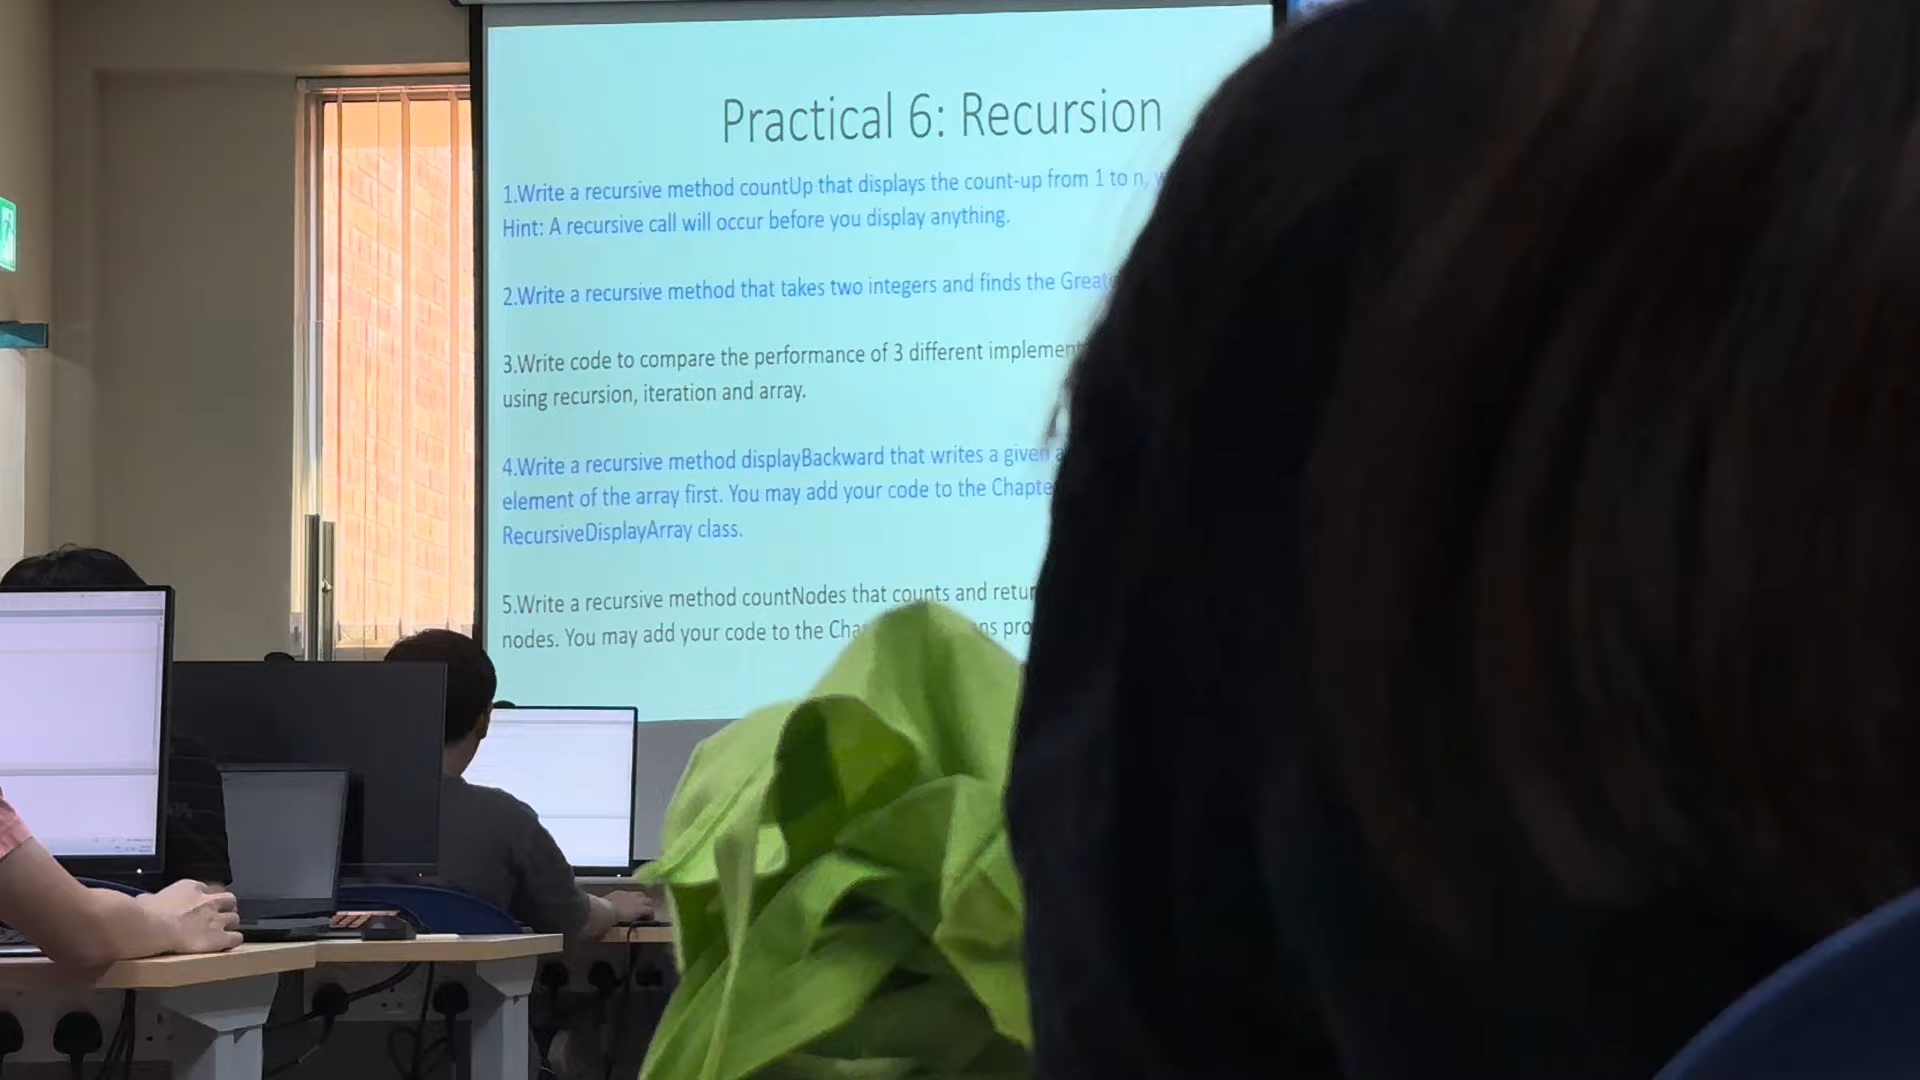 Practical 6: Recursion
1.Write a recursive method countUp that displays the count-up from 1 to n,
Hint: A recursive call will occur before you display anything.
2.Write a recursive method that takes two integers and finds the
3.Write code to compare the performance of 3 different
using recursion, iteration and array.
4.Write a recursive method displayBackward that writes a given
element of the array first. You may add your code to the
RecursiveDisplayArray class.
5.Write a recursive method countNodes that counts and
nodes. You may add your code to the